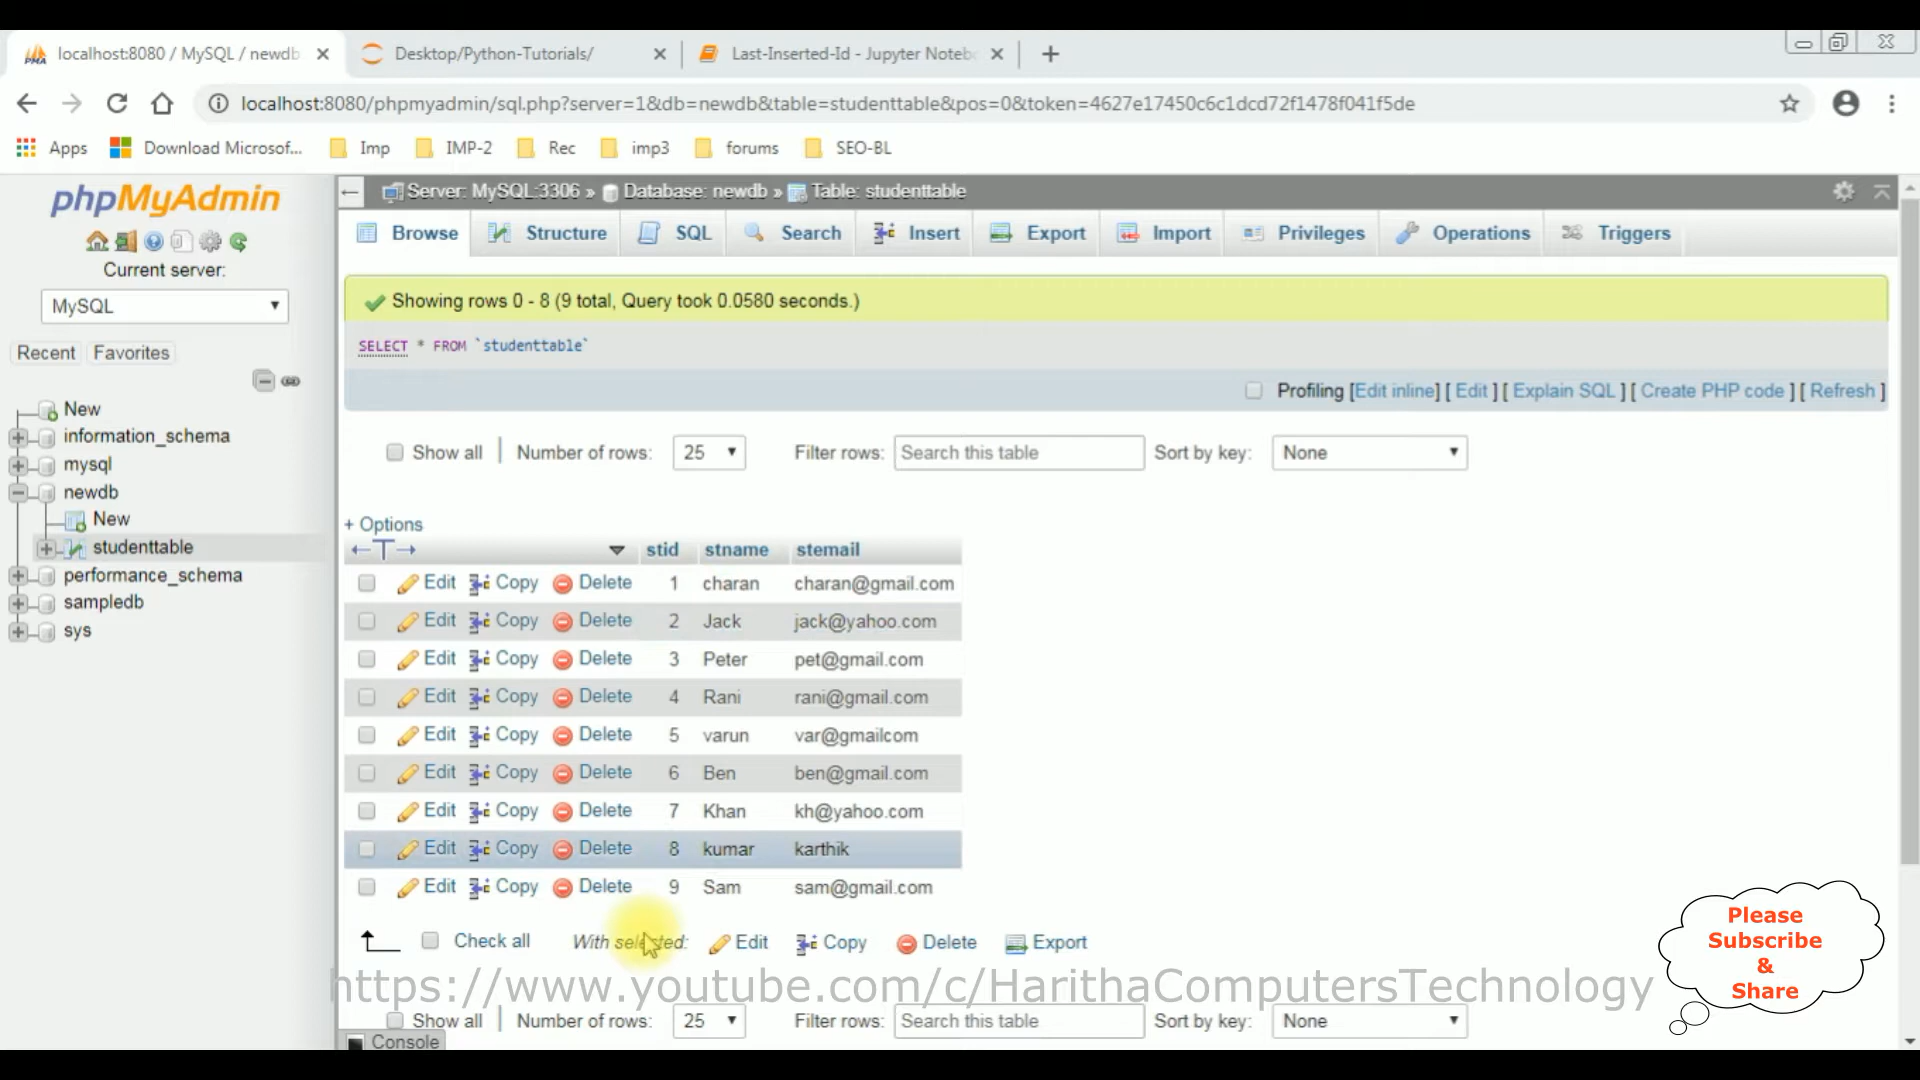 localhost:8080 / MySQL / newdb
Desktop/Python-Tutorials/
Last-Inserted-Id - Jupyter Noteb
localhost:8080/phpmyadmin/sql.php?server=1&db=newdb&table=studenttable&pos=0&token=4627e17450c6c1dcd72f1478f041f5de
Apps
Download Microsof...
Imp
IMP-2
Rec
imp3
forums
SEO-BL
phpMyAdmin
Current server:
MySQL
Recent Favorites
New
information_schema
mysql
newdb
New
studenttable
performance_schema
sampledb
sys
Server: MySQL:3306 » Database: newdb » Table: studenttable
Browse Structure SQL Search Insert Export Import Privileges Operations Triggers
Showing rows 0 - 8 (9 total, Query took 0.0580 seconds.)
SELECT * FROM `studenttable`
Profiling [Edit inline] [ Edit ] [ Explain SQL ] [ Create PHP code ] [ Refresh ]
Show all | Number of rows: 25 Filter rows: Search this table Sort by key: None
+ Options
stid stname stemail
Edit Copy Delete 1 charan charan@gmail.com
Edit Copy Delete 2 Jack jack@yahoo.com
Edit Copy Delete 3 Peter pet@gmail.com
Edit Copy Delete 4 Rani rani@gmail.com
Edit Copy Delete 5 varun var@gmailcom
Edit Copy Delete 6 Ben ben@gmail.com
Edit Copy Delete 7 Khan kh@yahoo.com
Edit Copy Delete 8 kumar karthik
Edit Copy Delete 9 Sam sam@gmail.com
Check all With selected: Edit Copy Delete Export
https://www.youtube.com/c/HarithaComputersTechnology
Show all | Number of rows: 25 Filter rows: Search this table Sort by key: None
Console
Please
Subscribe
&
Share